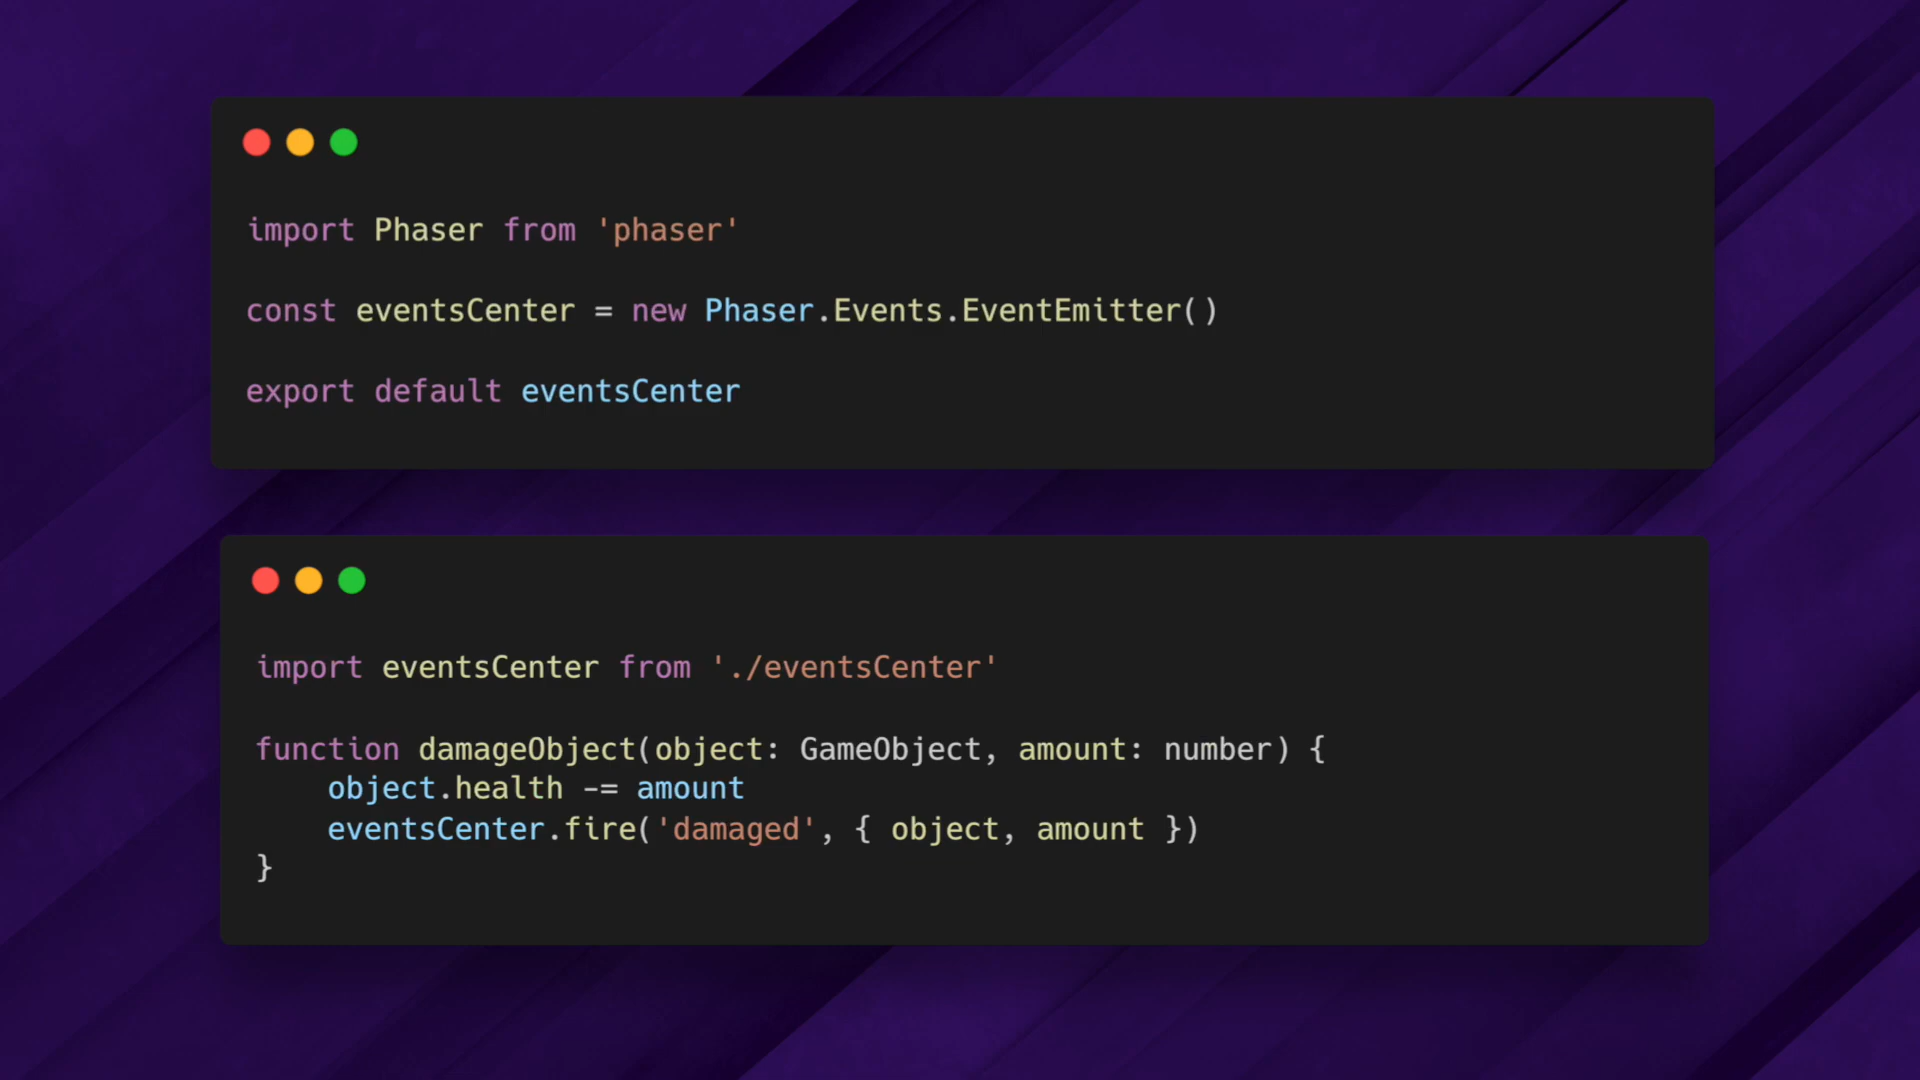 import Phaser from 'phaser'
const eventsCenter = new Phaser.Events.EventEmitter()
export default eventsCenter
import eventsCenter from './eventsCenter'
function damageObject(object: GameObject, amount: number) {
    object.health -= amount
    eventsCenter.fire('damaged', { object, amount })
}